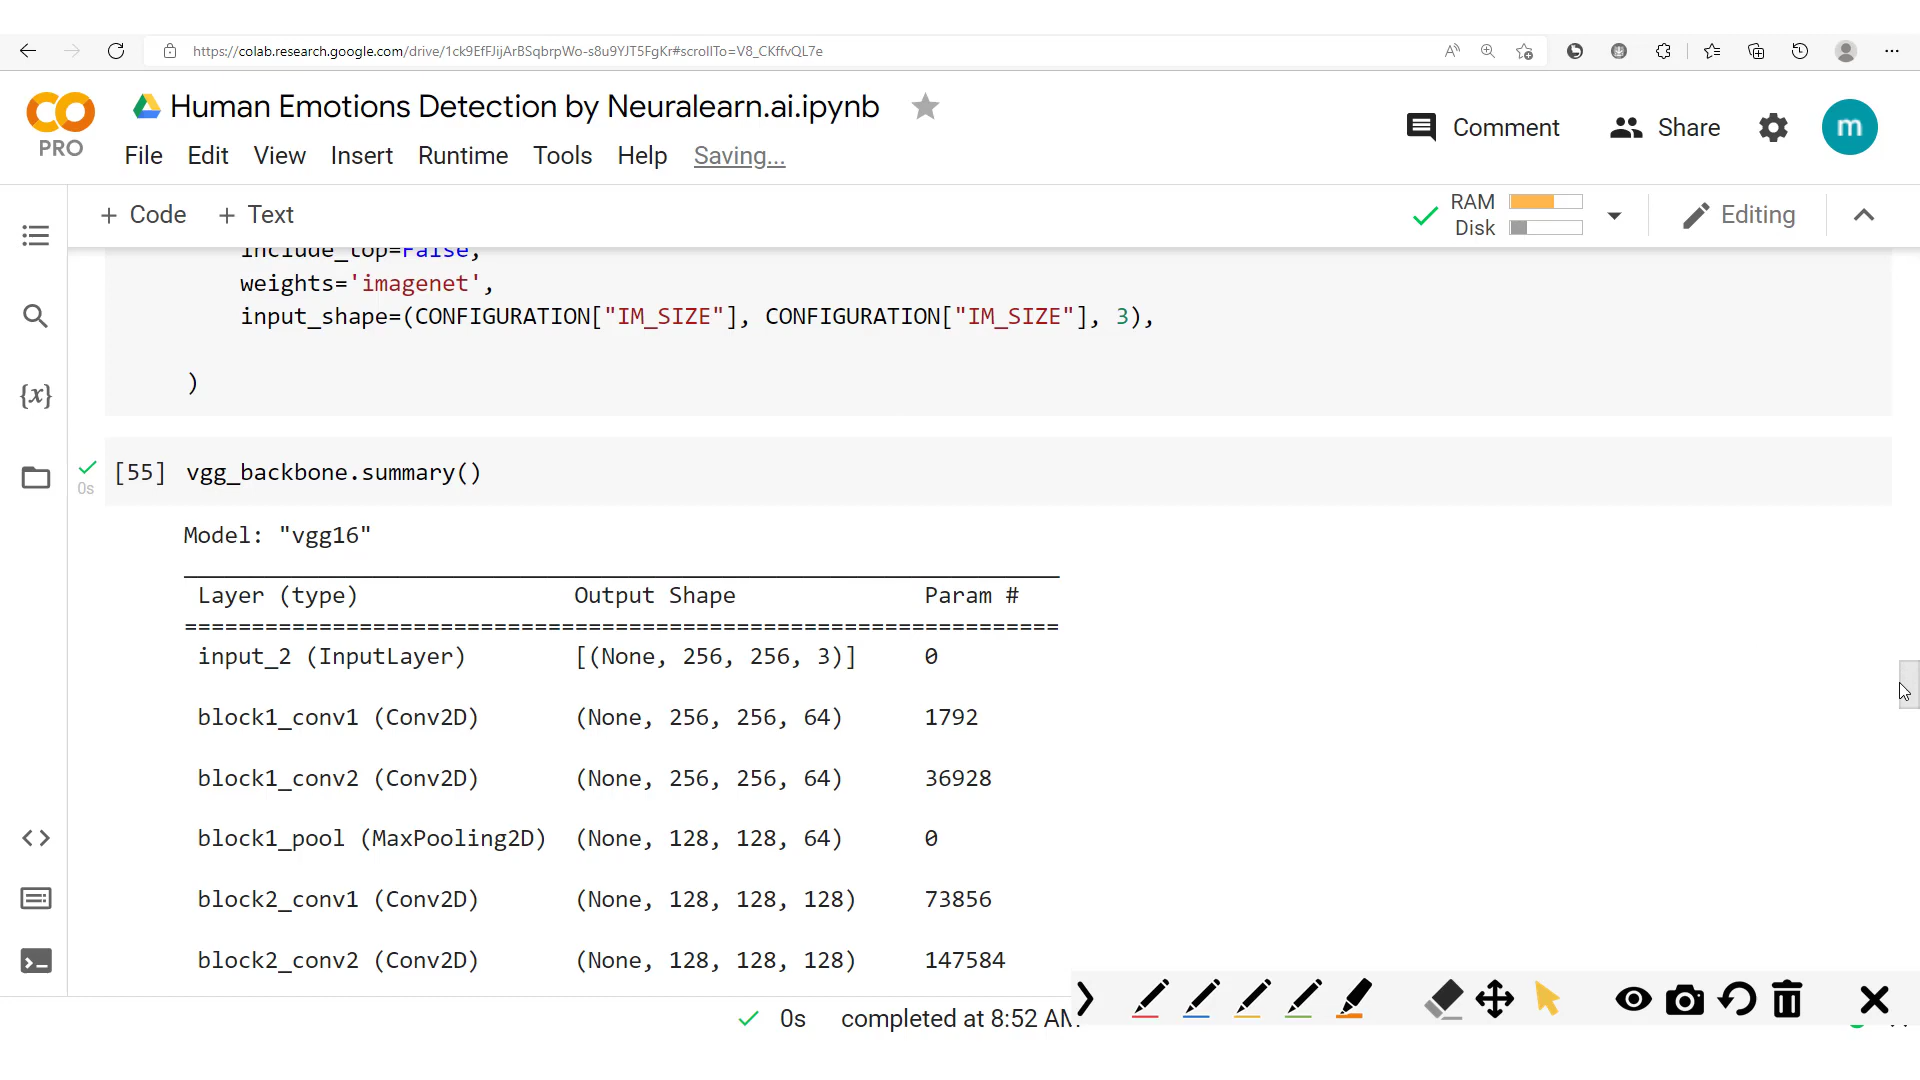 https://colab.research.google.com/drive/1ck9EfFJijArBSqbrpWo-s8u9YJT5FgKr#scrollTo=V8_CKffvQL7e
Human Emotions Detection by Neuralearn.ai.ipynb
PRO
File Edit View Insert Runtime Tools Help Saving...
Comment Share m
+ Code + Text
RAM
Disk
Editing
include_top=False,
weights='imagenet',
input_shape=(CONFIGURATION["IM_SIZE"], CONFIGURATION["IM_SIZE"], 3),
)
[55] vgg_backbone.summary()
0s
Model: "vgg16"
Layer (type) Output Shape Param #
=================================================================
input_2 (InputLayer) [(None, 256, 256, 3)] 0
block1_conv1 (Conv2D) (None, 256, 256, 64) 1792
block1_conv2 (Conv2D) (None, 256, 256, 64) 36928
block1_pool (MaxPooling2D) (None, 128, 128, 64) 0
block2_conv1 (Conv2D) (None, 128, 128, 128) 73856
block2_conv2 (Conv2D) (None, 128, 128, 128) 147584
0s completed at 8:52 AM